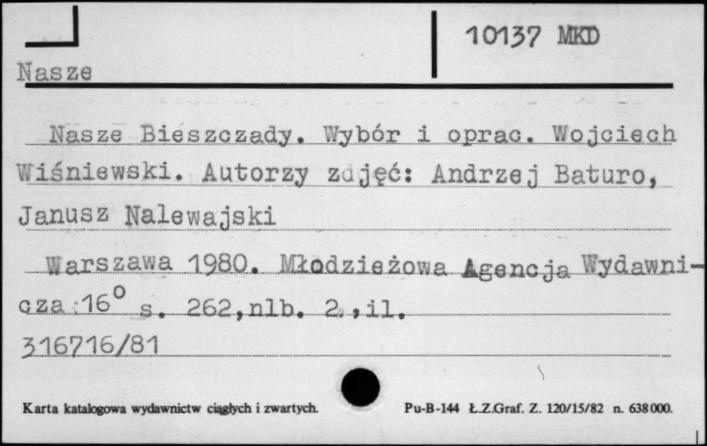 10137 MKD
Nasze
Nasze Bieszczady. Wybór i oprac. Wojciech
Wiśniewski. Autorzy zdjęć: Andrzej Baturo,
Janusz Nalewajski
Warszawa 1980. Młodzieżowa Agencja Wydawni-
cza 16° s. 262,nlb. 2.,il.
316716/81
Karta katalogowa wydawnictw ciągłych i zwartych. Pu-B-144 Ł.Z.Graf. Z. 120/15/82 n. 638000.